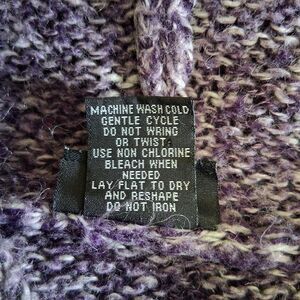 MACHINE WASH COLD
GENTLE CYCLE
DO NOT WRING
OR TWIST.
USE NON CHLORINE
BLEACH WHEN
NEEDED
LAY FLAT TO DRY
AND RESHAPE
DO NOT IRON